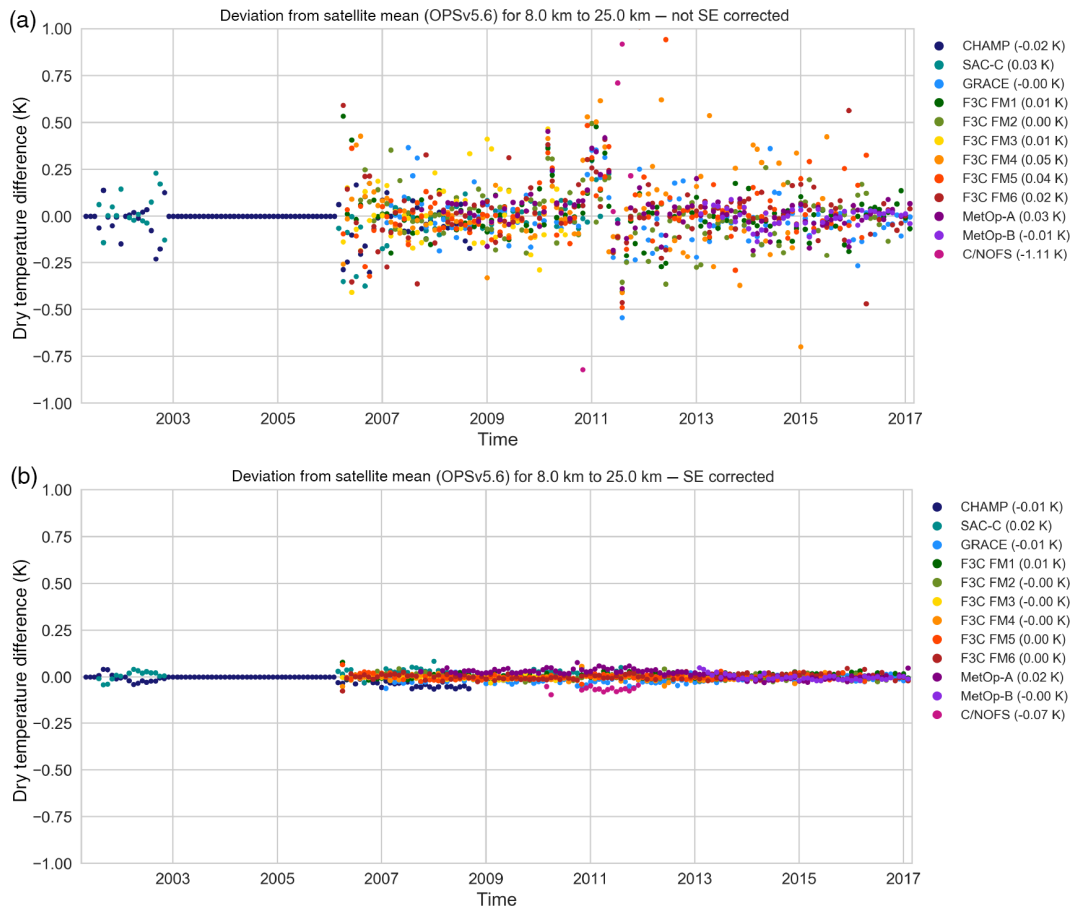 (a)
Deviation from satellite mean (OPSv5.6) for 8.0 km to 25.0 km — not SE corrected
Dry temperature difference (K)
1.00
0.75
0.50
0.25
0.00
−0.25
−0.50
−0.75
−1.00
2003 2005 2007 2009 2011 2013 2015 2017
Time
CHAMP (-0.02 K)
SAC-C (0.03 K)
GRACE (-0.00 K)
F3C FM1 (0.01 K)
F3C FM2 (0.00 K)
F3C FM3 (0.01 K)
F3C FM4 (0.05 K)
F3C FM5 (0.04 K)
F3C FM6 (0.02 K)
MetOp-A (0.03 K)
MetOp-B (-0.01 K)
C/NOFS (-1.11 K)
(b)
Deviation from satellite mean (OPSv5.6) for 8.0 km to 25.0 km — SE corrected
Dry temperature difference (K)
1.00
0.75
0.50
0.25
0.00
−0.25
−0.50
−0.75
−1.00
2003 2005 2007 2009 2011 2013 2015 2017
Time
CHAMP (-0.01 K)
SAC-C (0.02 K)
GRACE (-0.01 K)
F3C FM1 (0.01 K)
F3C FM2 (-0.00 K)
F3C FM3 (-0.00 K)
F3C FM4 (-0.00 K)
F3C FM5 (0.00 K)
F3C FM6 (0.00 K)
MetOp-A (0.02 K)
MetOp-B (-0.00 K)
C/NOFS (-0.07 K)